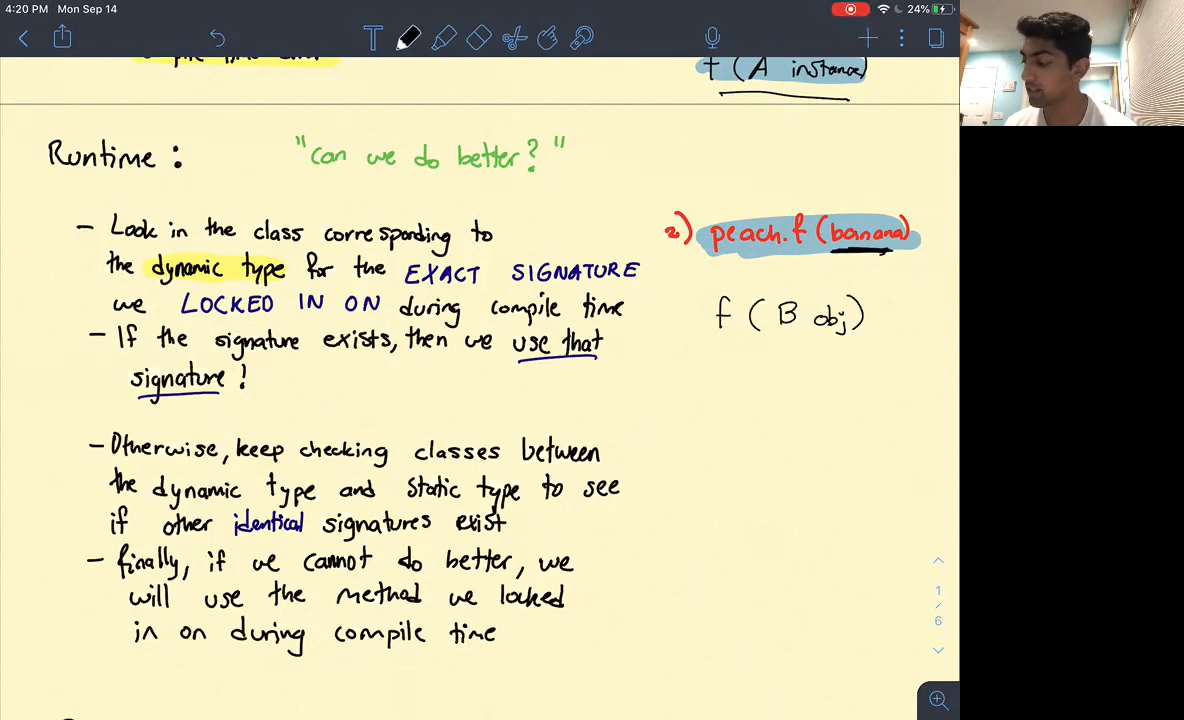 4:20 PM Mon Sep 14
24%
f (A instance)
Runtime :
"can we do better?"
- Look in the class corresponding to
the dynamic type for the EXACT SIGNATURE
we LOCKED IN ON during compile time
- If the signature exists, then we use that
signature!
2) peach.f (banana)
f ( B obj)
- Otherwise, keep checking classes between
the dynamic type and static type to see
if other identical signatures exist
- finally, if we cannot do better, we
will use the method we locked
in on during compile time
1
/
6